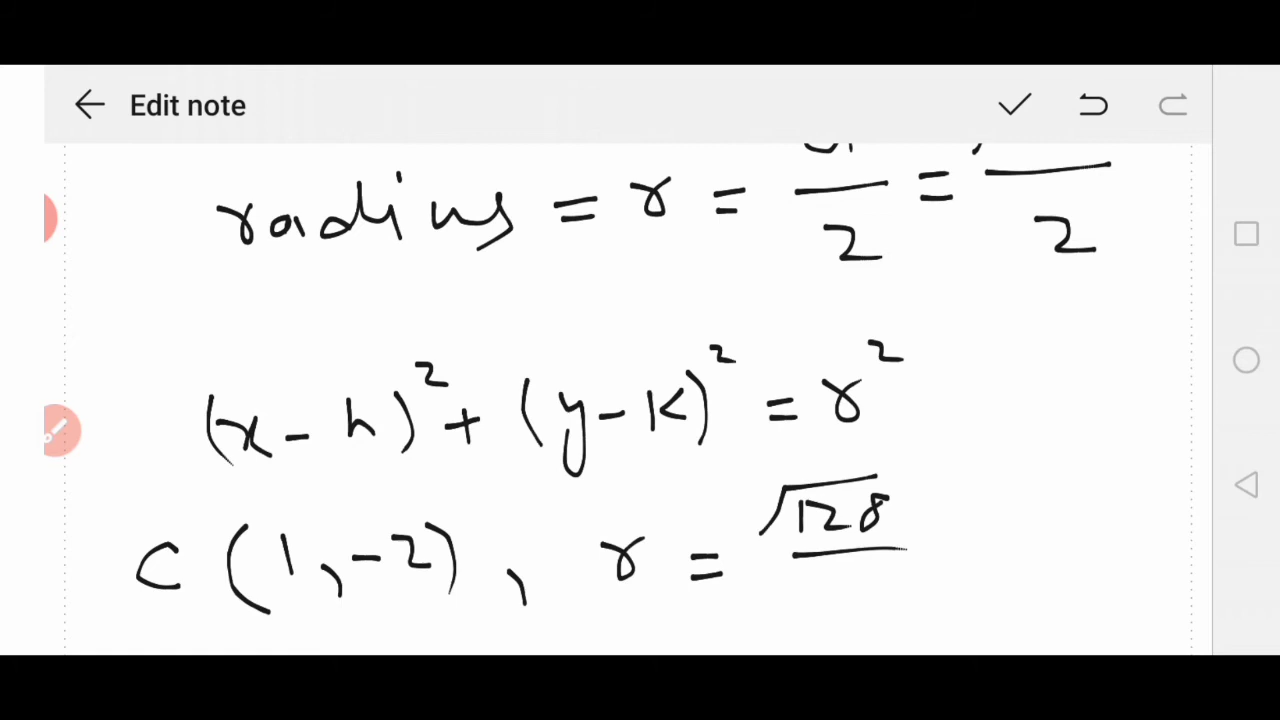 Edit note
radius = r = /2 = /2
(x - h)² + (y - k)² = r²
C (1, -2), r = √128